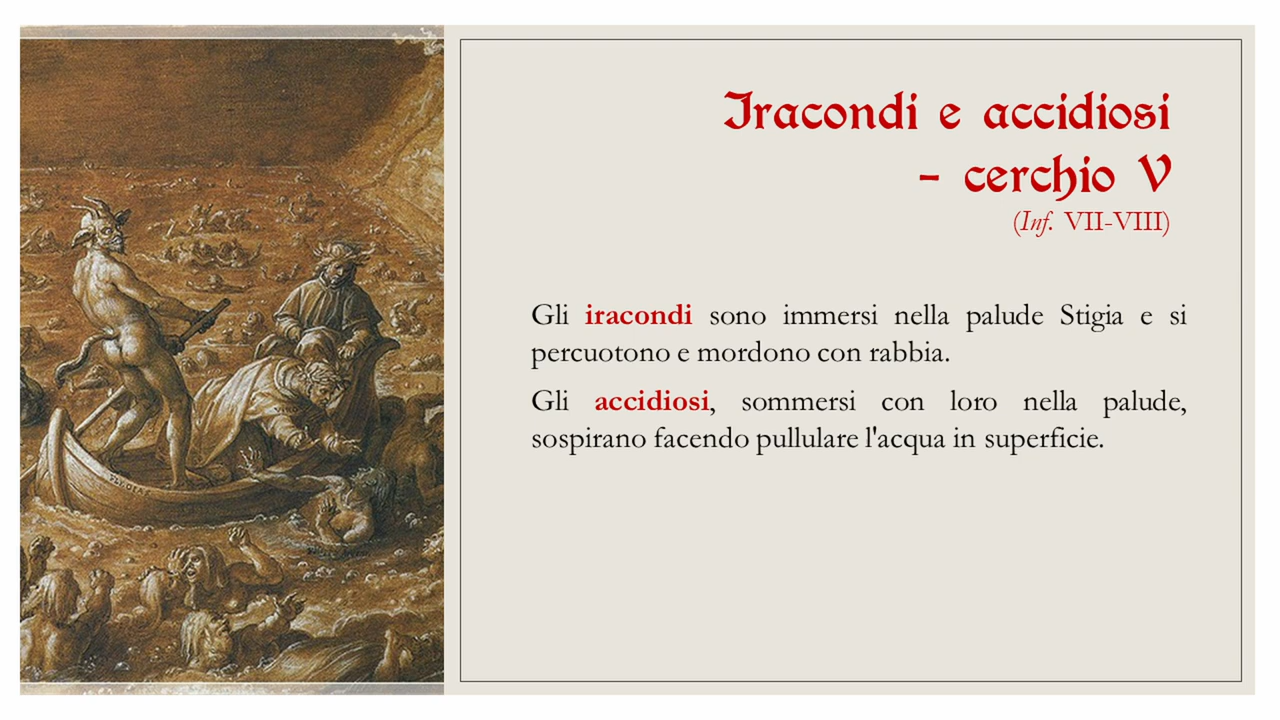 Iracondi e accidiosi
– cerchio V
(Inf. VII-VIII)
Gli iracondi sono immersi nella palude Stigia e si
percuotono e mordono con rabbia.
Gli accidiosi, sommersi con loro nella palude,
sospirano facendo pullulare l'acqua in superficie.